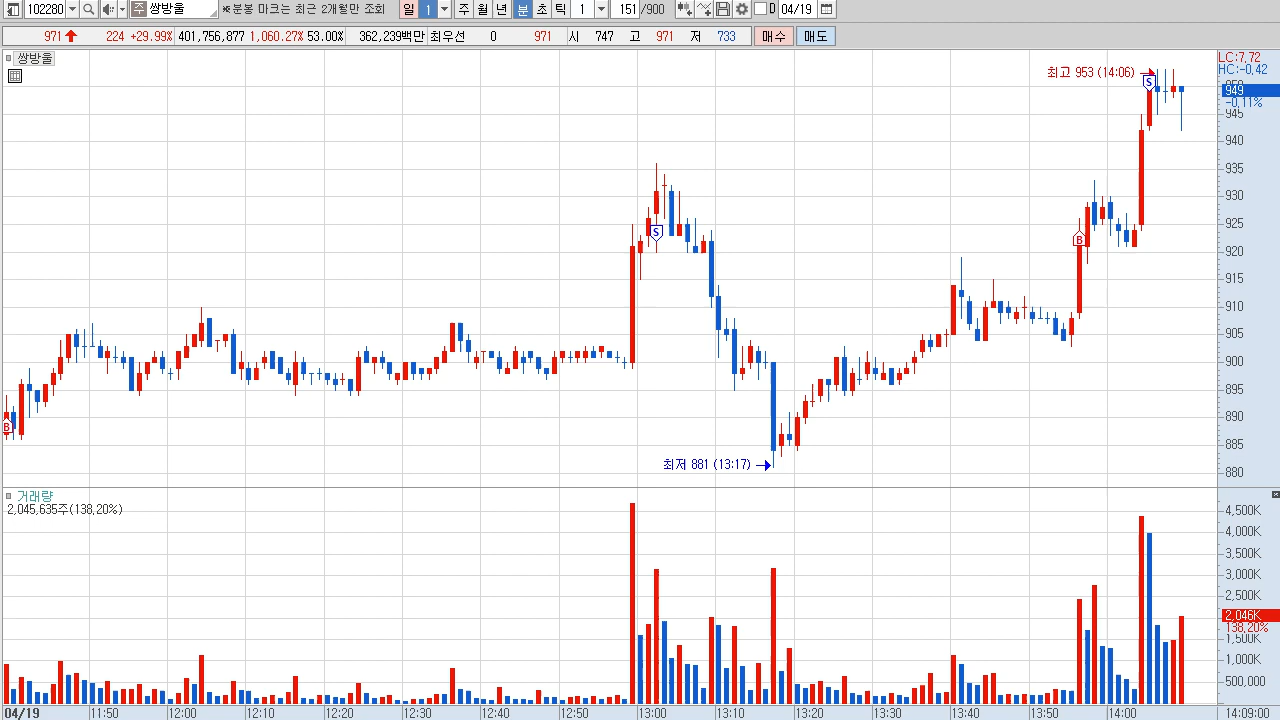 102280 조 쌍방울 ※분봉 마크는 최근 2개월만 조회 일 1 주 월 년 분 초 틱 1 151 /900 D 04/19
971 224 +29.99% 401,756,877 1,060.27% 53.00% 362,239백만 최우선 0 971 시 747 고 971 저 733 매수 매도
쌍방울
LC:7.72
HC:-0.42
최고 953 (14:06)
S
949
-0.11%
945
940
935
930
925
S
B
920
915
910
905
900
895
890
B
885
최저 881 (13:17)
880
거래량
2,045,635주(138.20%)
4,500K
4,000K
3,500K
3,000K
2,500K
2,046K
138.20%
1,500K
1,000K
500,000
04/19 11:50 12:00 12:10 12:20 12:30 12:40 12:50 13:00 13:10 13:20 13:30 13:40 13:50 14:00 14:09:00